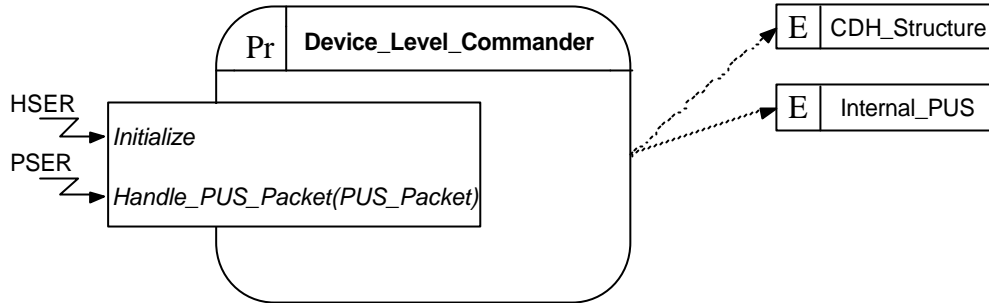 Pr Device_Level_Commander
E CDH_Structure
E Internal_PUS
HSER
Initialize
PSER
Handle_PUS_Packet(PUS_Packet)